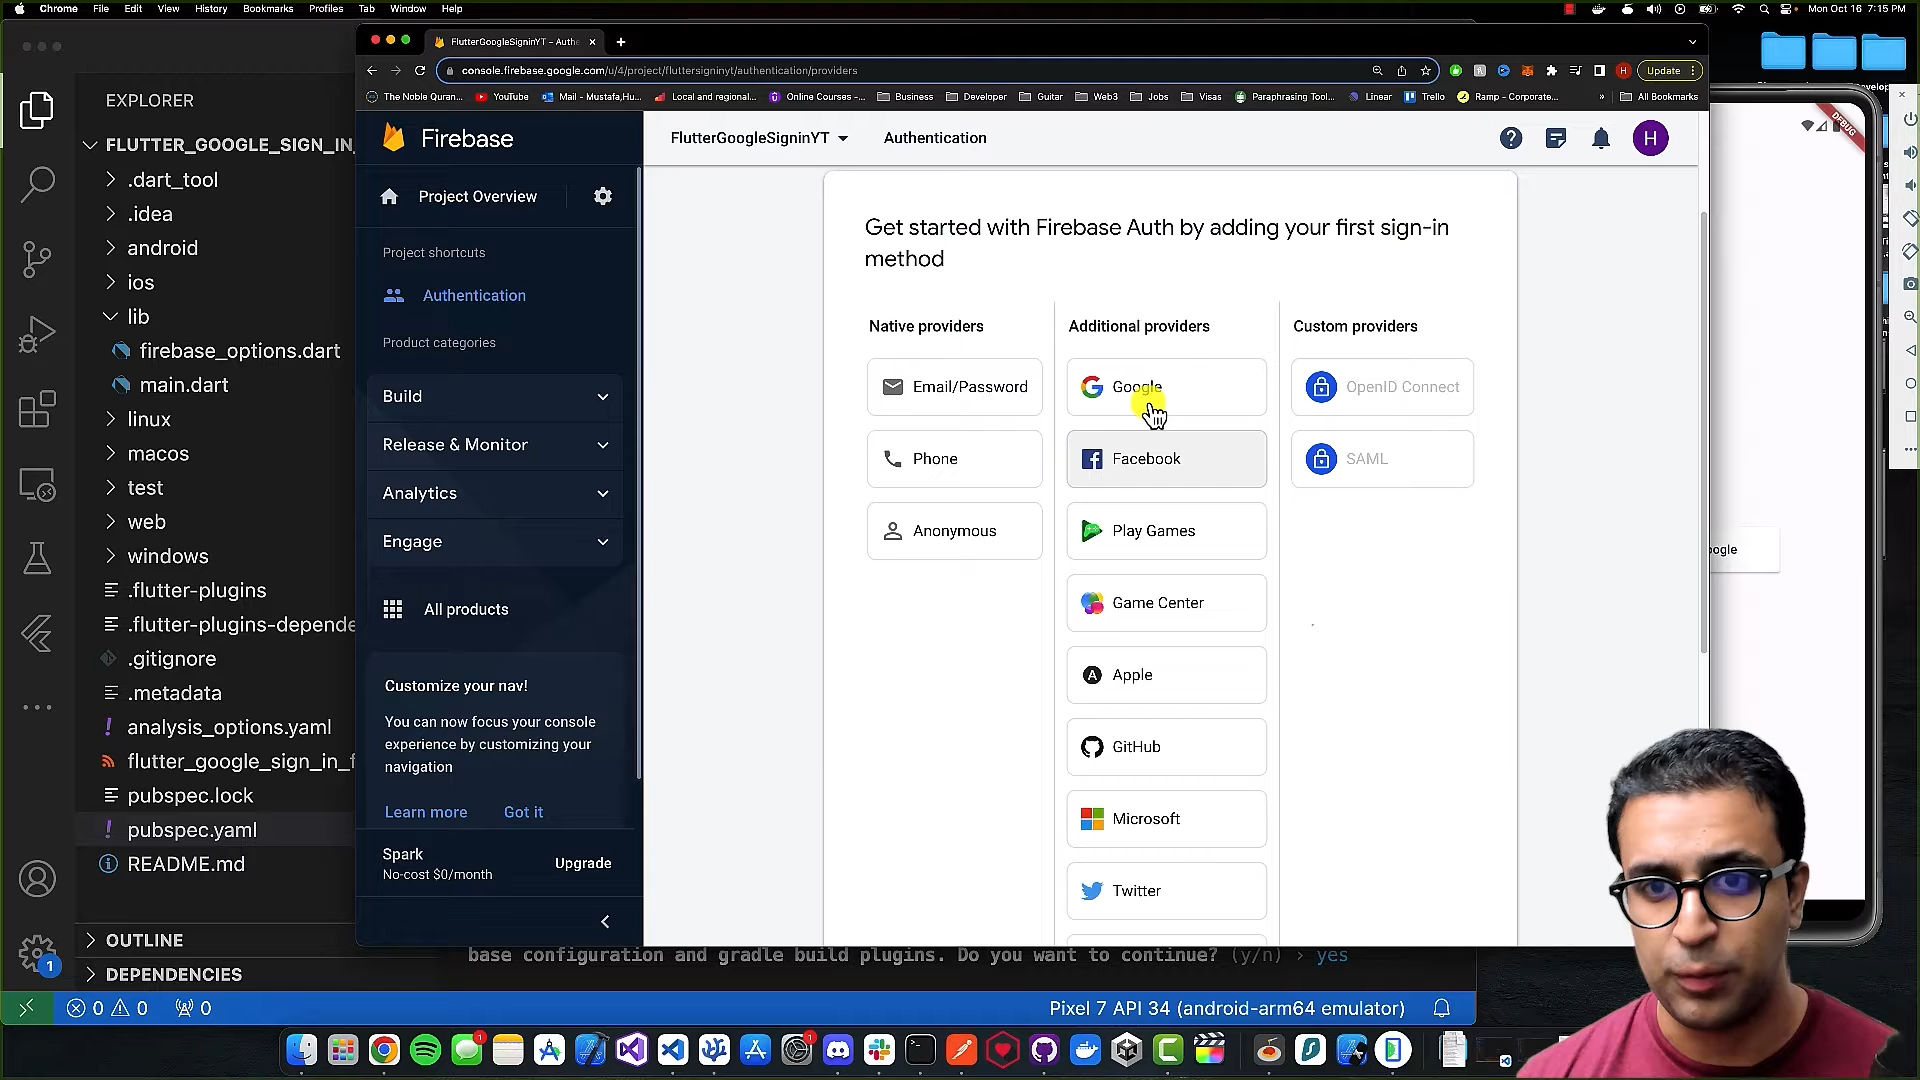 Chrome File Edit View History Bookmarks Profiles Tab Window Help
Mon Oct 16 7:15 PM
FlutterGoogleSigninYT – Authe
console.firebase.google.com/u/4/project/fluttersigninyt/authentication/providers
Update
The Noble Quran... YouTube Mail - Mustafa,Hu... Local and regional... Online Courses -... Business Developer Guitar Web3 Jobs Visas Paraphrasing Tool... Linear Trello Ramp - Corporate... » All Bookmarks
EXPLORER
FLUTTER_GOOGLE_SIGN_IN_
.dart_tool
.idea
android
ios
lib
firebase_options.dart
main.dart
linux
macos
test
web
windows
.flutter-plugins
.flutter-plugins-depende
.gitignore
.metadata
analysis_options.yaml
flutter_google_sign_in_f
pubspec.lock
pubspec.yaml
README.md
OUTLINE
DEPENDENCIES
1
Firebase
Project Overview
Project shortcuts
Authentication
Product categories
Build
Release & Monitor
Analytics
Engage
All products
Customize your nav!
You can now focus your console
experience by customizing your
navigation
Learn more Got it
Spark
No-cost $0/month
Upgrade
FlutterGoogleSigninYT Authentication
H
Get started with Firebase Auth by adding your first sign-in
method
Native providers
Email/Password
Phone
Anonymous
Additional providers
Google
Facebook
Play Games
Game Center
Apple
GitHub
Microsoft
Twitter
Custom providers
OpenID Connect
SAML
DEBUG
oogle
base configuration and gradle build plugins. Do you want to continue? (y/n) › yes
0 0 0
Pixel 7 API 34 (android-arm64 emulator)